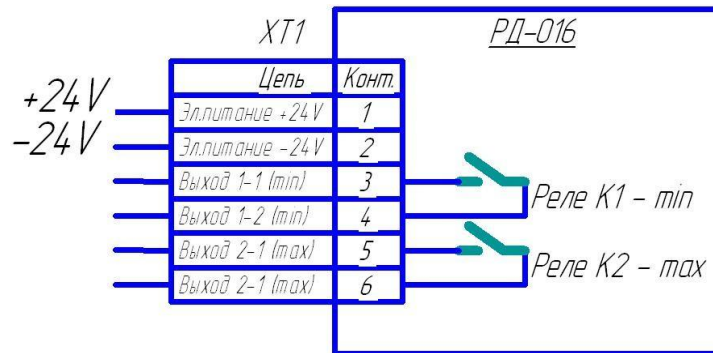 XT1
РД-016
Цепь Конт.
+24V
Эл.питание +24V 1
-24V
Эл.питание -24V 2
Выход 1-1 (min) 3
Реле К1 - min
Выход 1-2 (min) 4
Выход 2-1 (max) 5
Реле К2 - max
Выход 2-1 (max) 6